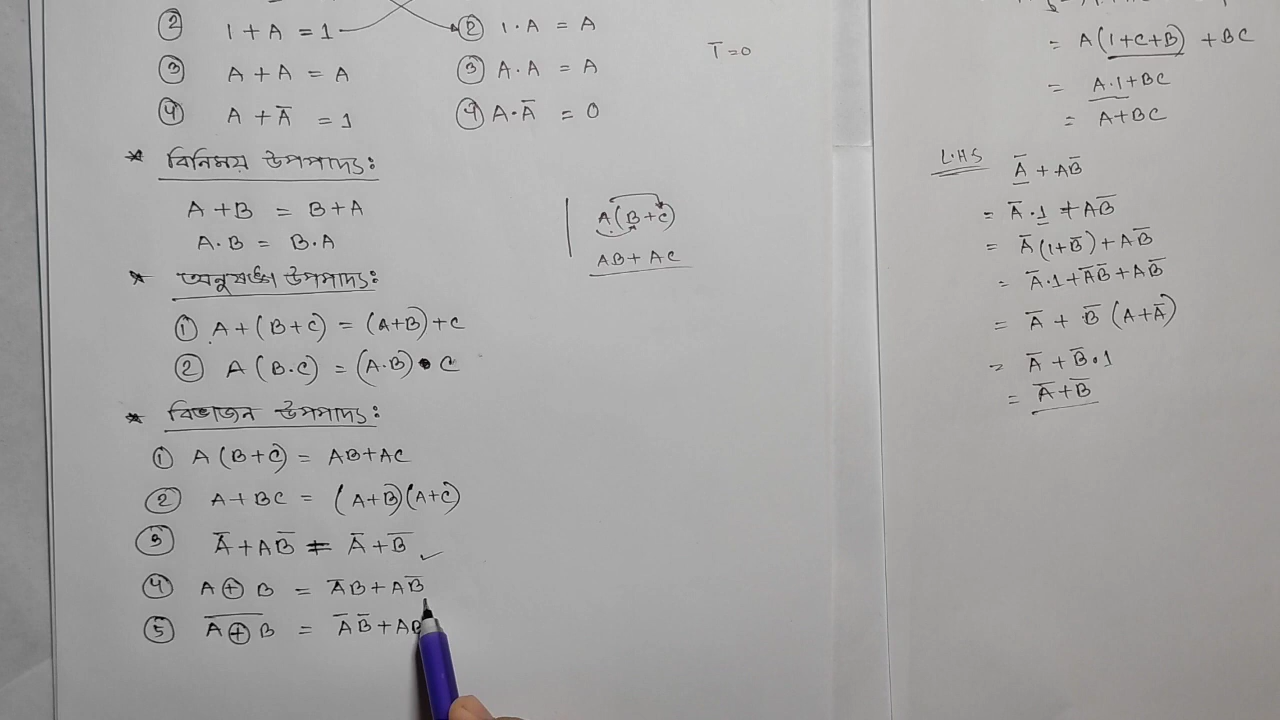 ② 1 + A = 1 ② 1 · A = A
③ A + A = A ③ A · A = A
④ A + A̅ = 1 ④ A · A̅ = 0
1̅ = 0
* বিনিময় উপপাদ্যঃ
A + B = B + A
A · B = B · A
* অনুষঙ্গ উপপাদ্যঃ
① A + (B + C) = (A+B) + C
② A (B·C) = (A·B) • C
* বিভাজন উপপাদ্যঃ
① A (B + C) = AB + AC
② A + BC = (A+B)(A+C)
③ A̅ + AB̅ = A̅ + B̅ ✓
④ A ⊕ B = A̅B + AB̅
⑤ A̅ ̅⊕̅ ̅B̅ = A̅B̅ + AB
A(B+C)
AB + AC
= A(1+C+B) + BC
= A·1+BC
= A+BC
L.H.S A̅ + AB̅
= A̅·1 + AB̅
= A̅(1+B̅) + AB̅
= A̅·1 + A̅B̅ + AB̅
= A̅ + B̅ (A+A̅)
= A̅ + B̅·1
= A̅+B̅